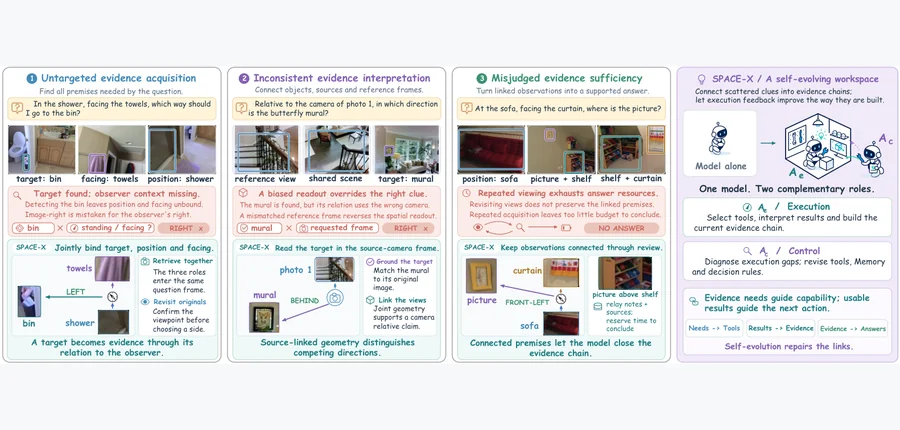 1 Untargeted evidence acquisition
Find all premises needed by the question.
In the shower, facing the towels, which way should
I go to the bin?
target: bin
facing: towels
position: shower
Target found; observer context missing.
Detecting the bin leaves position and facing unbound.
Image-right is mistaken for the observer's right.
bin × standing / facing ? RIGHT ×
SPACE-X Jointly bind target, position and facing.
towels
LEFT
bin
shower
Retrieve together
The three roles
enter the same
question frame.
Revisit originals
Confirm the
viewpoint before
choosing a side.
A target becomes evidence through its
relation to the observer.
2 Inconsistent evidence interpretation
Connect objects, sources and reference frames.
Relative to the camera of photo 1, in which direction
is the butterfly mural?
reference view
shared scene
target: mural
A biased readout overrides the right clue.
The mural is found, but its relation uses the wrong camera.
A mismatched reference frame reverses the spatial readout.
mural × requested frame RIGHT ×
SPACE-X Read the target in the source-camera frame.
photo 1
mural
BEHIND
Ground the target
Match the mural
to its original
image.
Link the views
Joint geometry
supports a camera
relative claim.
Source-linked geometry distinguishes
competing directions.
3 Misjudged evidence sufficiency
Turn linked observations into a supported answer.
At the sofa, facing the curtain, where is the picture?
position: sofa
picture + shelf
shelf + curtain
Repeated viewing exhausts answer resources.
Revisiting views does not preserve the linked premises.
Repeated acquisition leaves too little budget to conclude.
NO ANSWER
SPACE-X Keep observations connected through review.
curtain
picture
FRONT-LEFT
sofa
picture above shelf
relay notes +
sources;
reserve time to
conclude
Connected premises let the model close the
evidence chain.
SPACE-X / A self-evolving workspace
Connect scattered clues into evidence chains;
let execution feedback improve the way they are built.
Model alone
Ae
Ac
One model. Two complementary roles.
AE / Execution
Select tools, interpret results and build the
current evidence chain.
AC / Control
Diagnose execution gaps; revise tools, Memory
and decision rules.
Evidence needs guide capability; usable
results guide the next action.
Needs -> Tools
Results -> Evidence
Evidence -> Answers
Self-evolution repairs the links.